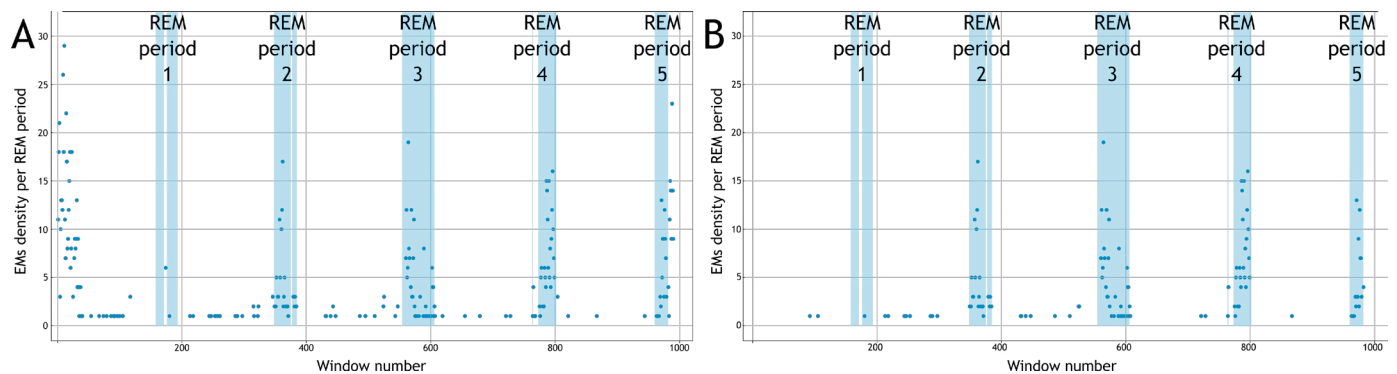 A
REM period 1
REM period 2
REM period 3
REM period 4
REM period 5
EMs density per REM period
30
25
20
15
10
5
0
200
400
600
800
1000
Window number
B
REM period 1
REM period 2
REM period 3
REM period 4
REM period 5
EMs density per REM period
30
25
20
15
10
5
0
200
400
600
800
1000
Window number